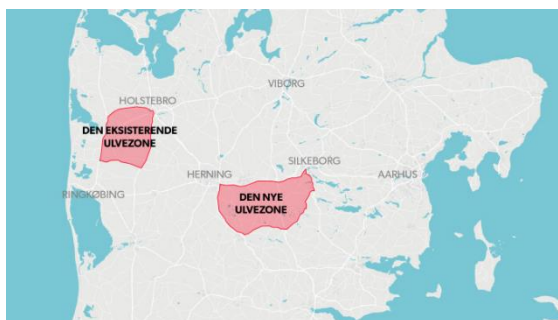 VIBORG
HOLSTEBRO
DEN EKSISTERENDE
ULVEZONE
SILKEBORG
HERNING
AARHUS
RINGKØBING
DEN NYE
ULVEZONE